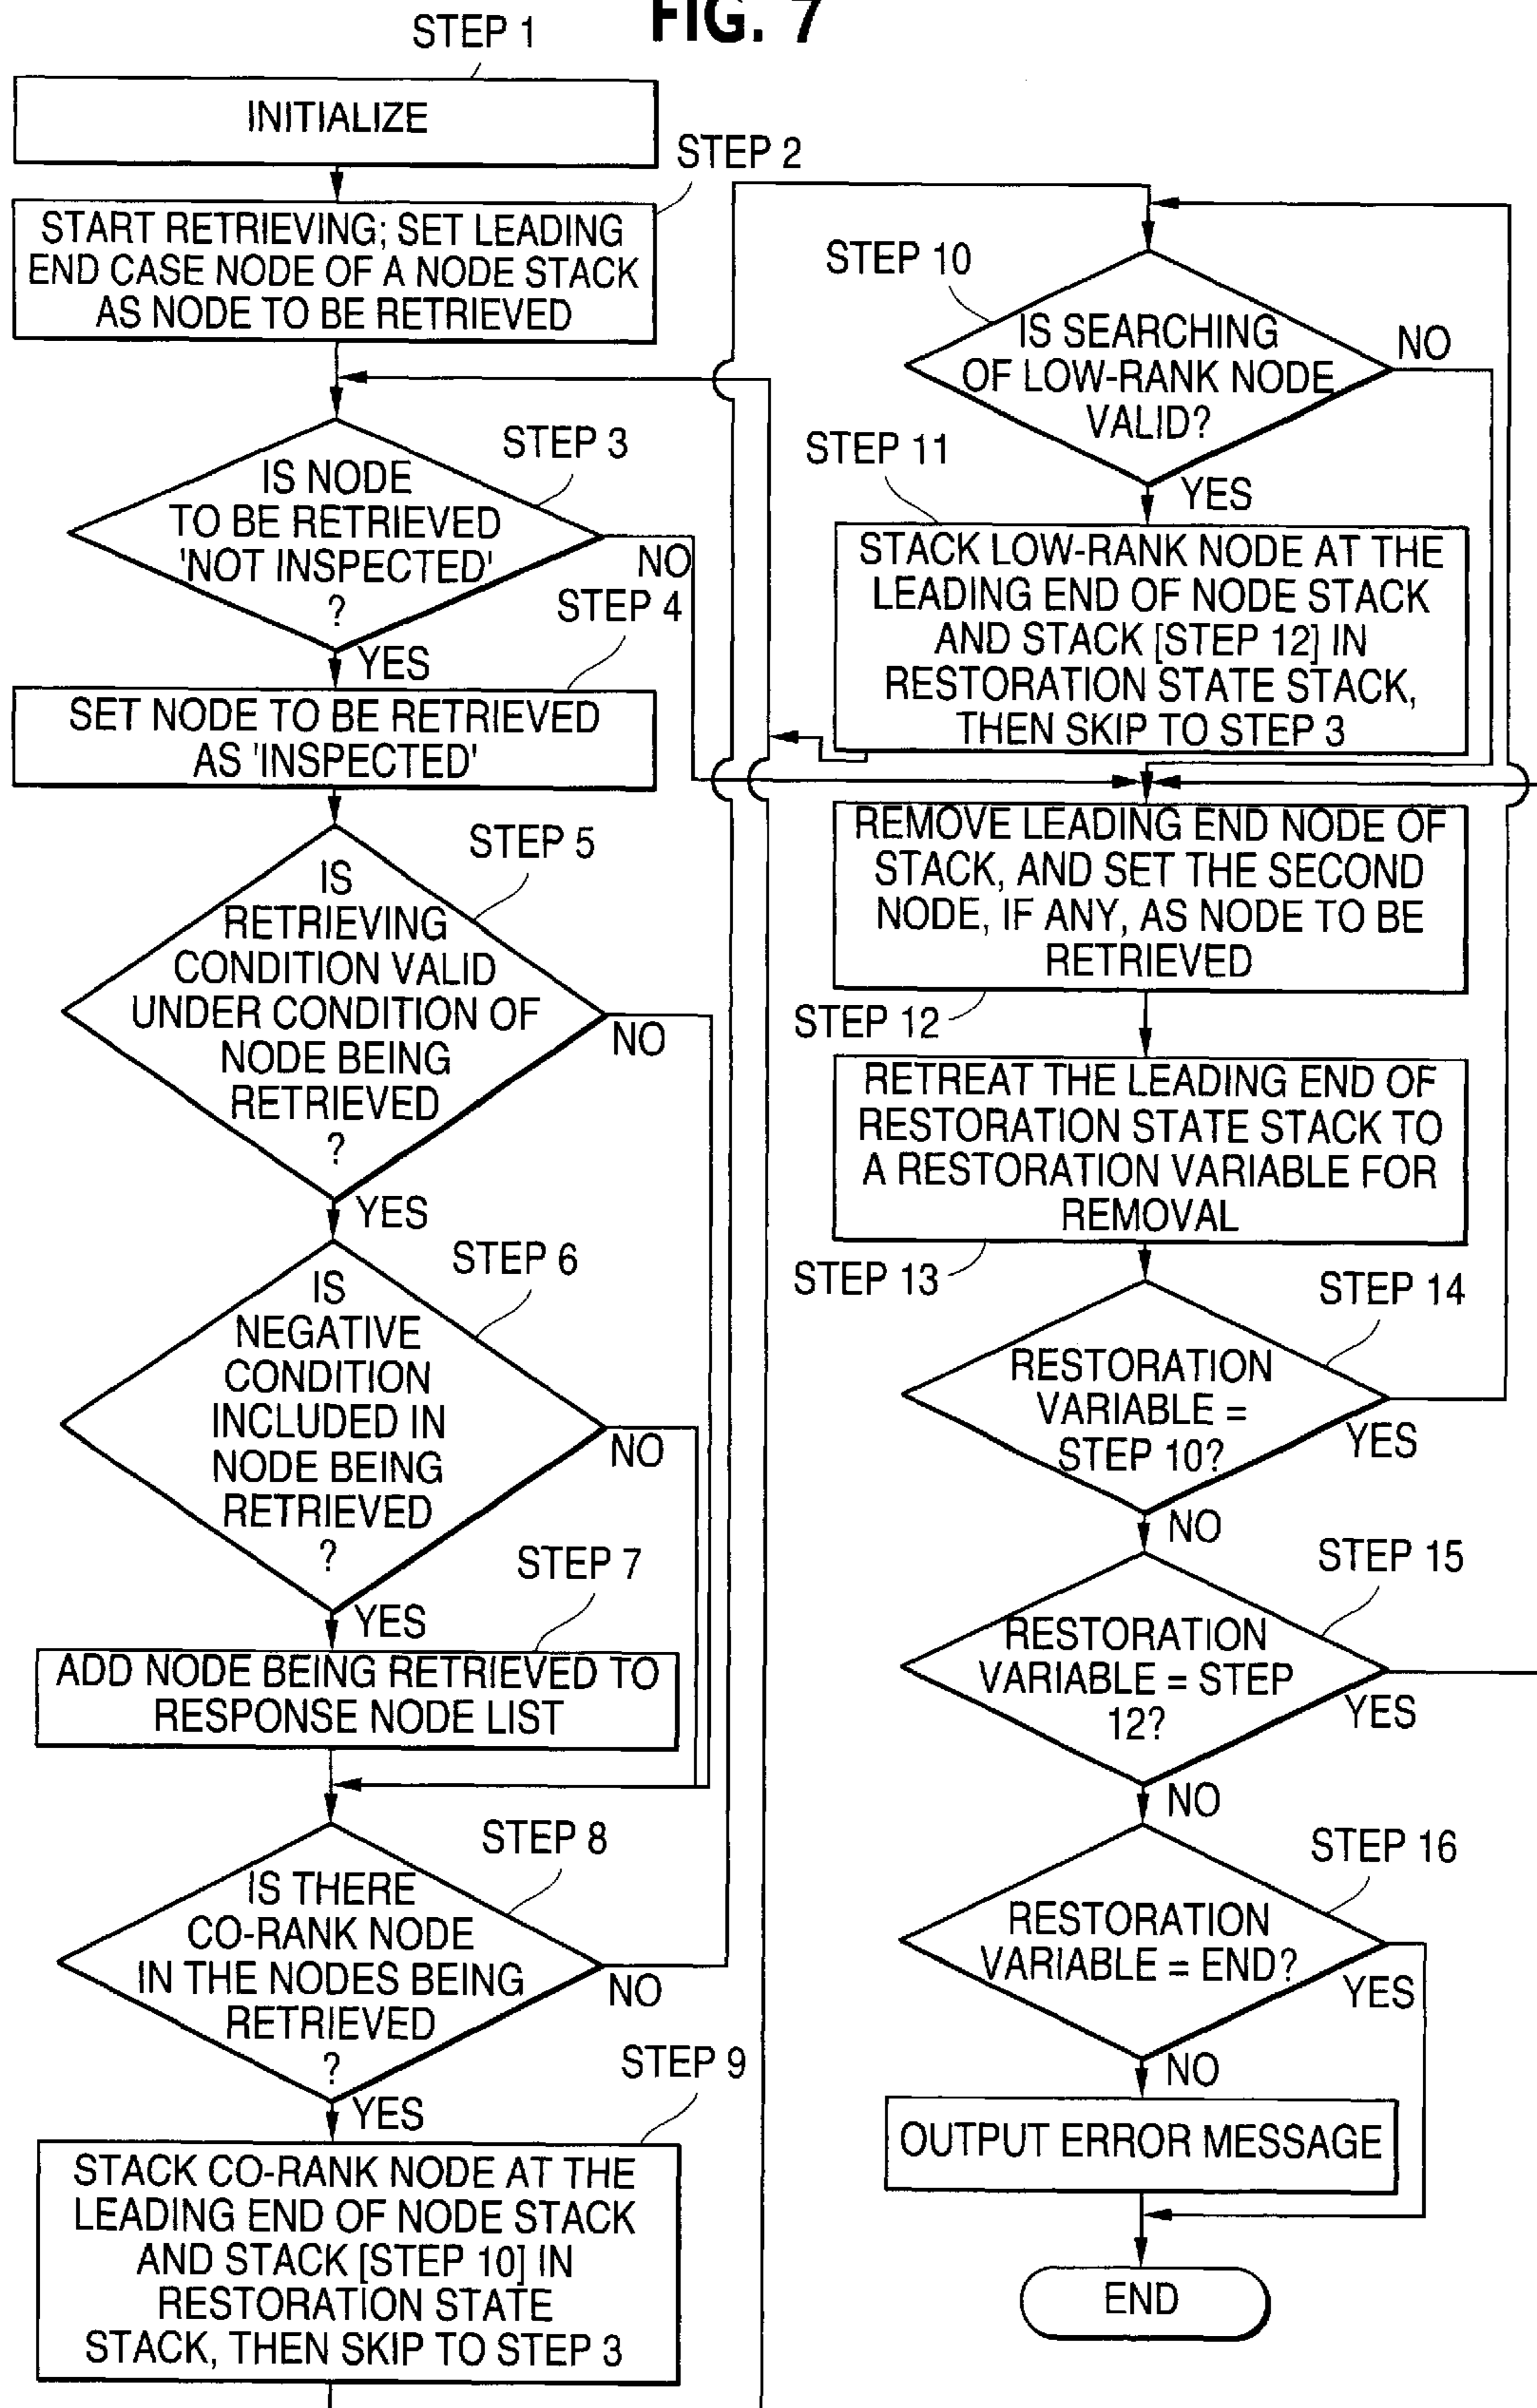 FIG. 7
STEP 1
INITIALIZE
STEP 2
START RETRIEVING; SET LEADING
END CASE NODE OF A NODE STACK
AS NODE TO BE RETRIEVED
STEP 3
IS NODE
TO BE RETRIEVED
'NOT INSPECTED'
?
NO
YES
STEP 4
SET NODE TO BE RETRIEVED
AS 'INSPECTED'
STEP 5
IS
RETRIEVING
CONDITION VALID
UNDER CONDITION OF
NODE BEING
RETRIEVED
?
NO
YES
STEP 6
IS
NEGATIVE
CONDITION
INCLUDED IN
NODE BEING
RETRIEVED
?
NO
YES
STEP 7
ADD NODE BEING RETRIEVED TO
RESPONSE NODE LIST
STEP 8
IS THERE
CO-RANK NODE
IN THE NODES BEING
RETRIEVED
?
NO
YES
STEP 9
STACK CO-RANK NODE AT THE
LEADING END OF NODE STACK
AND STACK [STEP 10] IN
RESTORATION STATE
STACK, THEN SKIP TO STEP 3
STEP 10
IS SEARCHING
OF LOW-RANK NODE
VALID?
NO
YES
STEP 11
STACK LOW-RANK NODE AT THE
LEADING END OF NODE STACK
AND STACK [STEP 12] IN
RESTORATION STATE STACK,
THEN SKIP TO STEP 3
REMOVE LEADING END NODE OF
STACK, AND SET THE SECOND
NODE, IF ANY, AS NODE TO BE
RETRIEVED
STEP 12
RETREAT THE LEADING END OF
RESTORATION STATE STACK TO
A RESTORATION VARIABLE FOR
REMOVAL
STEP 13
STEP 14
RESTORATION
VARIABLE =
STEP 10?
YES
NO
STEP 15
RESTORATION
VARIABLE = STEP
12?
YES
NO
STEP 16
RESTORATION
VARIABLE = END?
YES
NO
OUTPUT ERROR MESSAGE
END